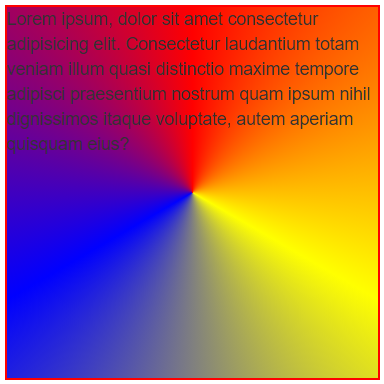 Lorem ipsum, dolor sit amet consectetur
adipisicing elit. Consectetur laudantium totam
veniam illum quasi distinctio maxime tempore
adipisci praesentium nostrum quam ipsum nihil
dignissimos itaque voluptate, autem aperiam
quisquam eius?